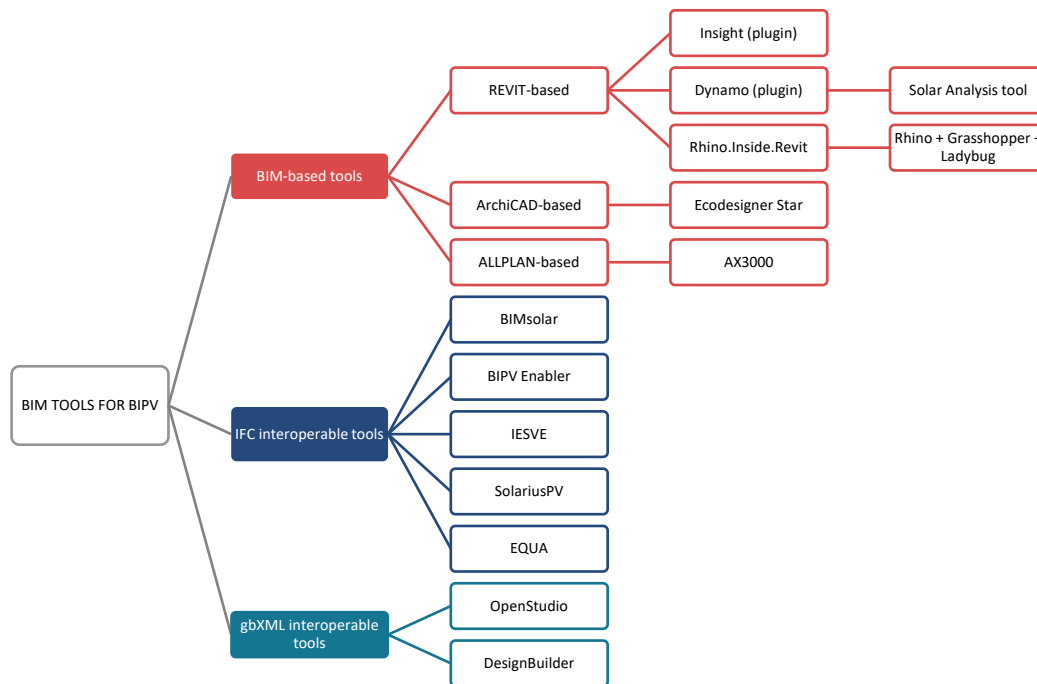 Insight (plugin)
REVIT-based
Dynamo (plugin)
Solar Analysis tool
Rhino.Inside.Revit
Rhino + Grasshopper +
Ladybug
BIM-based tools
ArchiCAD-based
Ecodesigner Star
ALLPLAN-based
AX3000
BIMsolar
BIPV Enabler
BIM TOOLS FOR BIPV
IFC interoperable tools
IESVE
SolariusPV
EQUA
gbXML interoperable
tools
OpenStudio
DesignBuilder